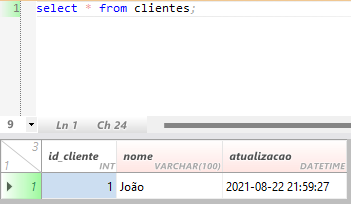 1 select * from clientes;
9 Ln 1 Ch 24
3 1 id_cliente INT nome VARCHAR(100) atualizacao DATETIME
1 1 João 2021-08-22 21:59:27